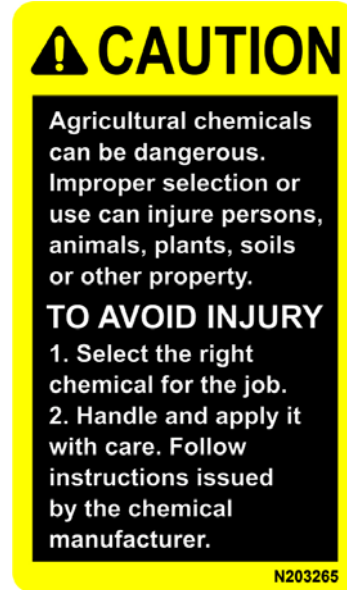 CAUTION
Agricultural chemicals
can be dangerous.
Improper selection or
use can injure persons,
animals, plants, soils
or other property.
TO AVOID INJURY
1. Select the right
chemical for the job.
2. Handle and apply it
with care. Follow
instructions issued
by the chemical
manufacturer.
N203265